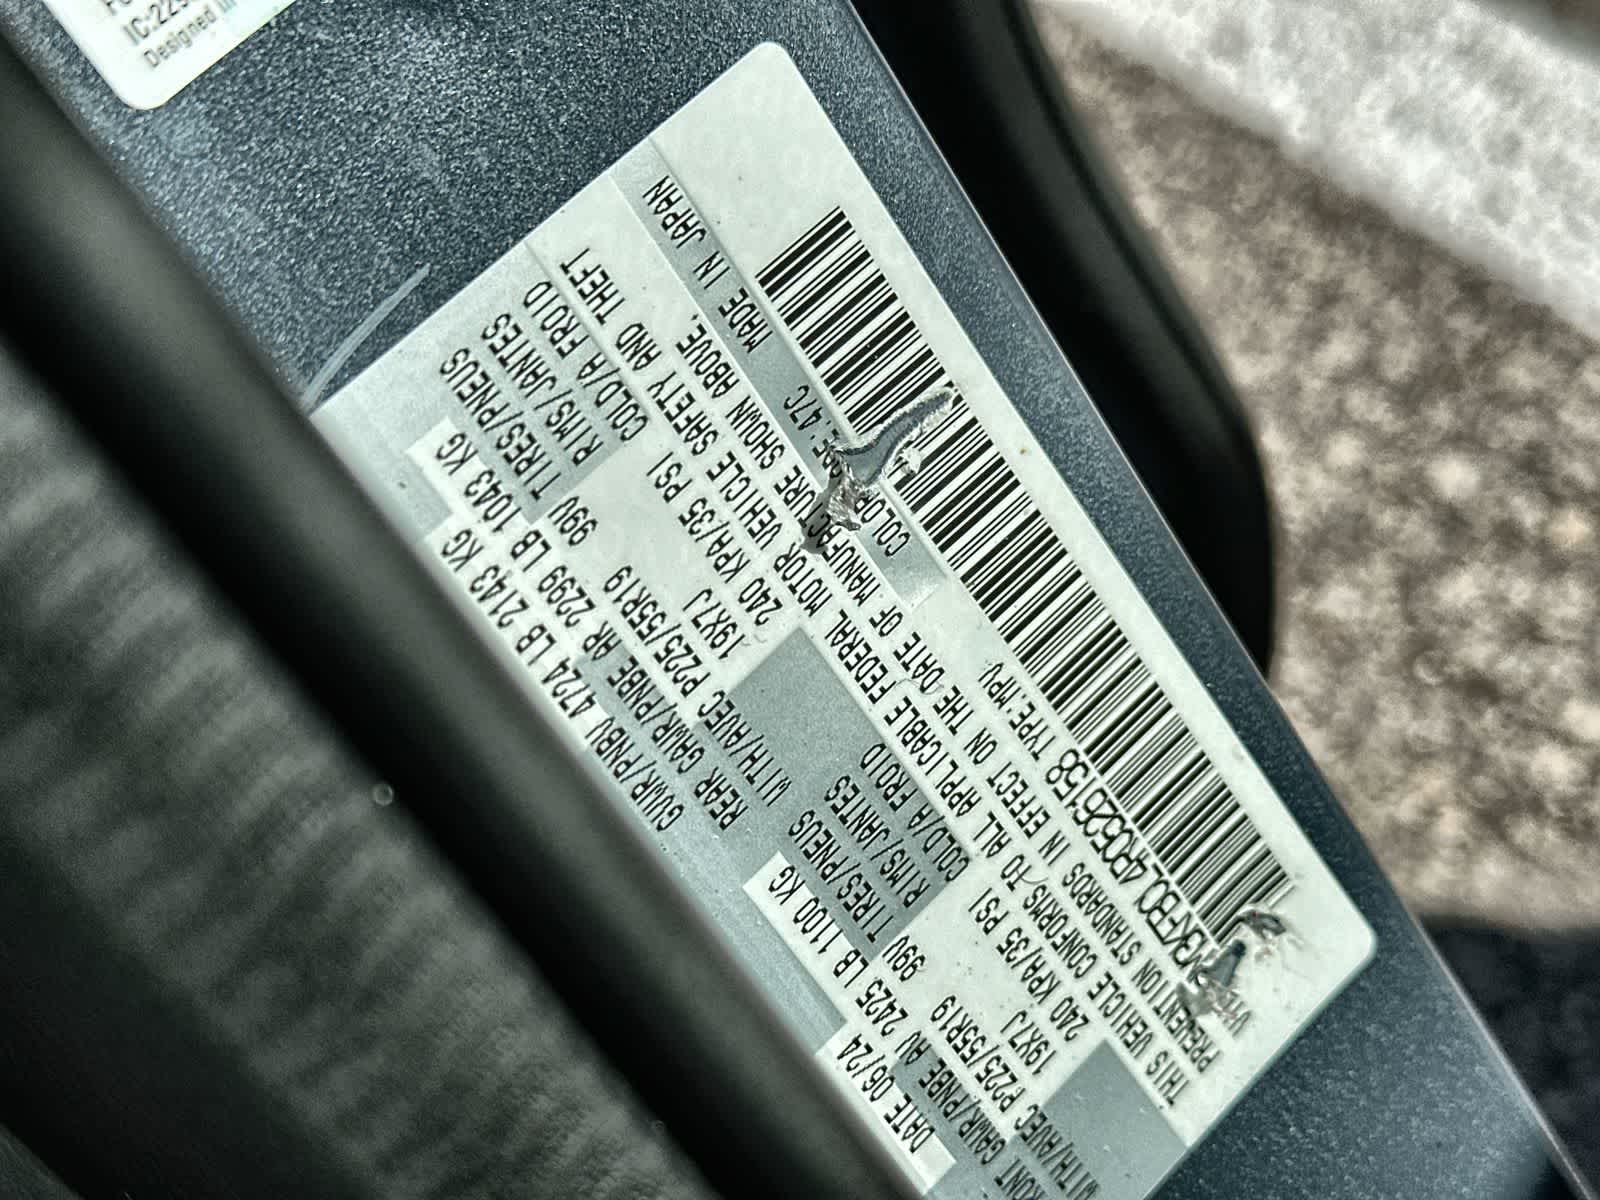 Designed
DATE 06/24 GVWR/PNBV 4724 LB 2143 KG
GAWR/PNBE AV 2425 LB 1100 KG REAR GAWR/PNBE AR 2299 LB 1043 KG
WITH/AVEC P225/55R19 99V TIRES/PNEUS WITH/AVEC P225/55R19 99V TIRES/PNEUS
19X7J RIMS/JANTES 19X7J RIMS/JANTES
240 KPA/35 PSI COLD/A FROID 240 KPA/35 PSI COLD/A FROID
THIS VEHICLE CONFORMS TO ALL APPLICABLE FEDERAL MOTOR VEHICLE SAFETY AND THEFT
PREVENTION STANDARDS IN EFFECT ON THE DATE OF MANUFACTURE SHOWN ABOVE.
M3KFBCL4R0526158 TYPE:MPV COLOR 47C MADE IN JAPAN